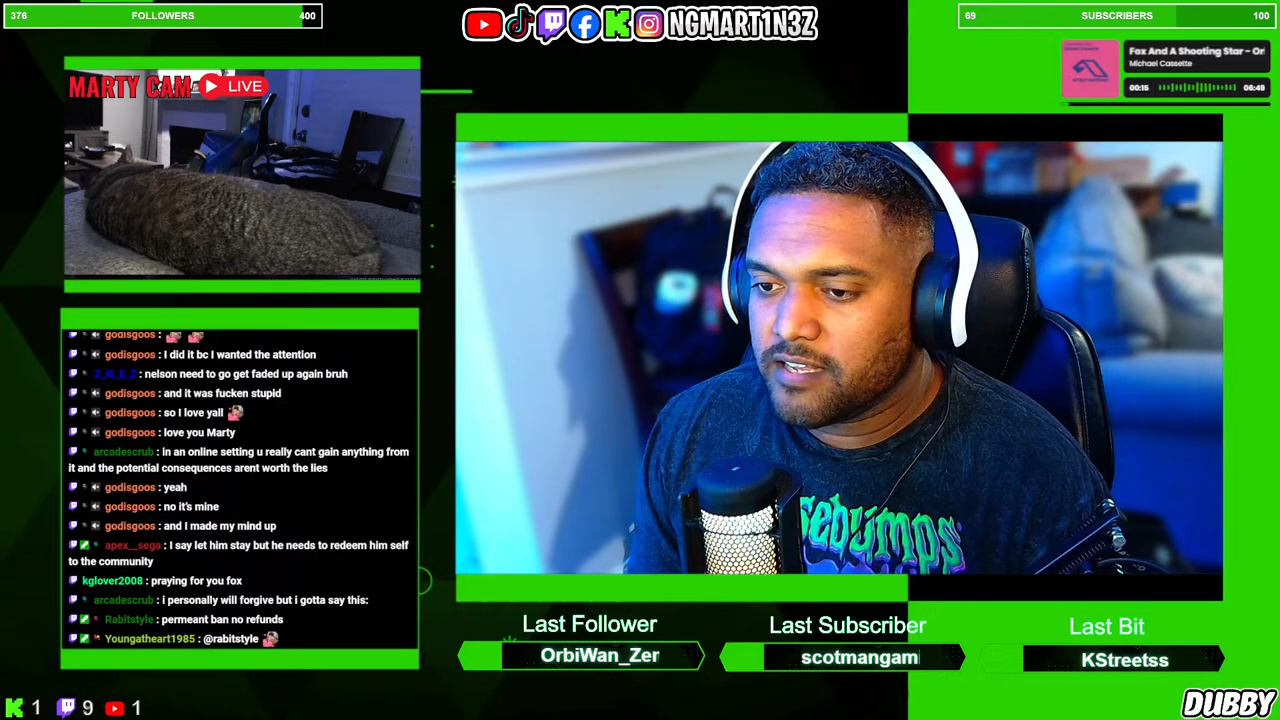 376 FOLLOWERS 400
NGMART1N3Z
69 SUBSCRIBERS 100
Fox And A Shooting Star - Or
Michael Cassette
00:15 06:49
MARTY CAM LIVE
godisgoos :
godisgoos : I did it bc I wanted the attention
: nelson need to go get faded up again bruh
godisgoos : and it was fucken stupid
godisgoos : so I love yall
godisgoos : love you Marty
arcadescrub : in an online setting u really cant gain anything from
it and the potential consequences arent worth the lies
godisgoos : yeah
godisgoos : no it's mine
godisgoos : and I made my mind up
apex__sega : I say let him stay but he needs to redeem him self
to the community
kglover2008 : praying for you fox
arcadescrub : i personally will forgive but i gotta say this:
Rabitstyle : permeant ban no refunds
Youngatheart1985 : @rabitstyle
ebumps
Last Follower
OrbiWan_Zer
Last Subscriber
scotmangam
Last Bit
KStreetss
K 1 9 1
DUBBY